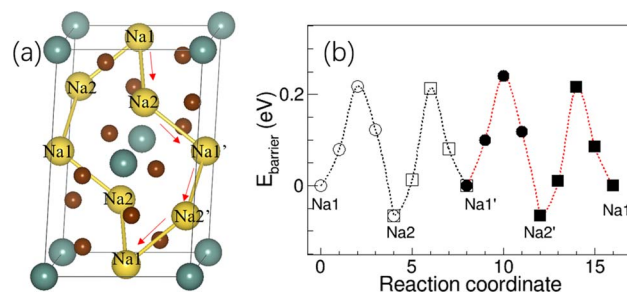 (a)
Na1
Na2
Na2
Na1
Na1'
Na2
Na2'
Na1
(b)
E_barrier (eV)
0.2
0
Na1
Na2
Na1'
Na2'
Na1
0 5 10 15
Reaction coordinate